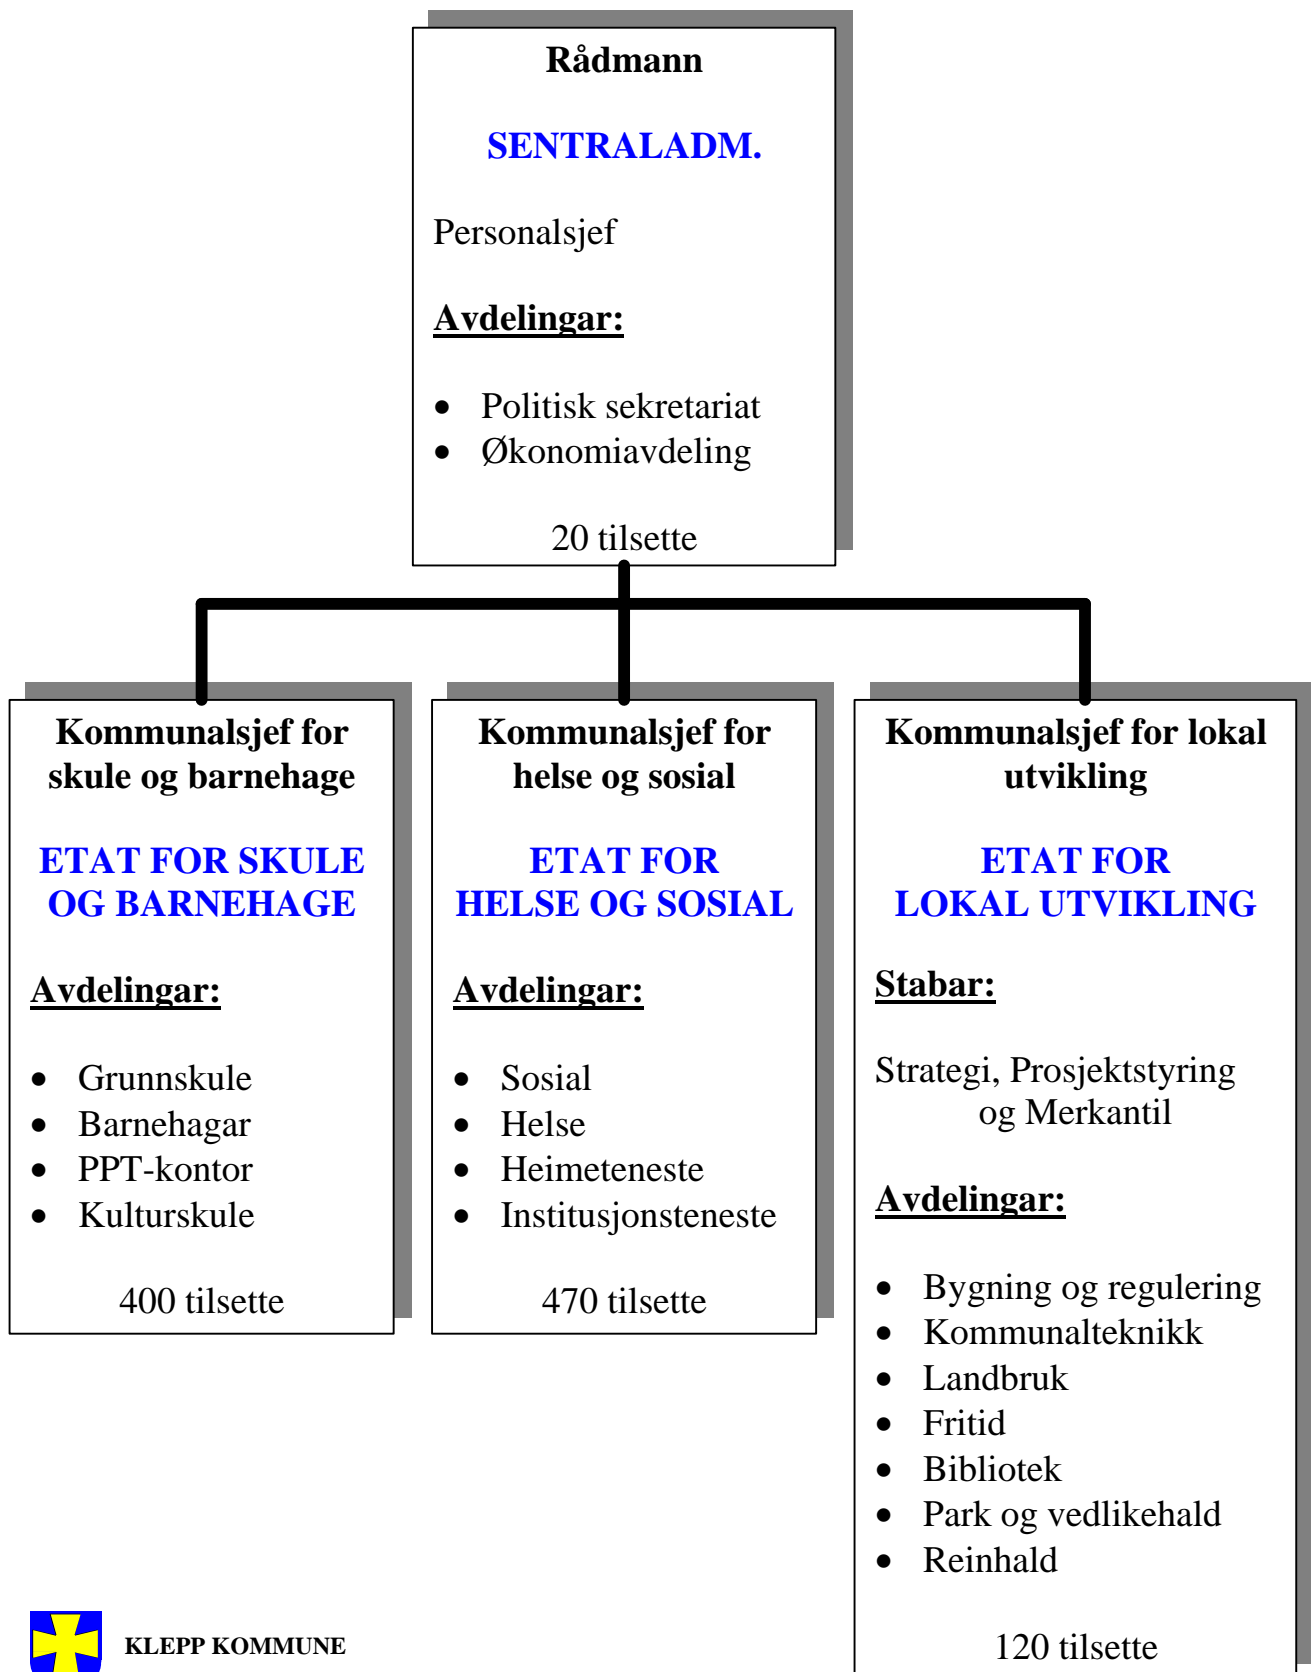 Rådmann
SENTRALADM.
Personalsjef
Avdelingar:
• Politisk sekretariat
• Økonomiavdeling
20 tilsette
Kommunalsjef for
skule og barnehage
ETAT FOR SKULE
OG BARNEHAGE
Avdelingar:
• Grunnskule
• Barnehagar
• PPT-kontor
• Kulturskule
400 tilsette
Kommunalsjef for
helse og sosial
ETAT FOR
HELSE OG SOSIAL
Avdelingar:
• Sosial
• Helse
• Heimeteneste
• Institusjonsteneste
470 tilsette
Kommunalsjef for lokal
utvikling
ETAT FOR
LOKAL UTVIKLING
Stabar:
Strategi, Prosjektstyring
og Merkantil
Avdelingar:
• Bygning og regulering
• Kommunalteknikk
• Landbruk
• Fritid
• Bibliotek
• Park og vedlikehald
• Reinhald
120 tilsette
KLEPP KOMMUNE